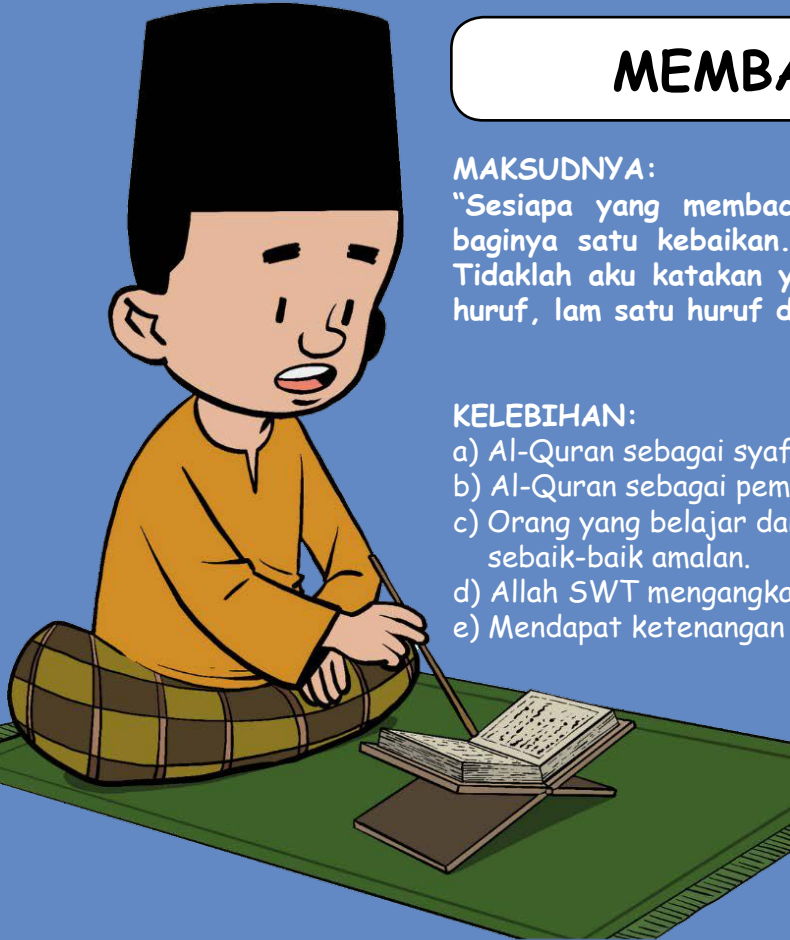 MEMBA
MAKSUDNYA:
“Sesiapa yang membac
baginya satu kebaikan.
Tidaklah aku katakan y
huruf, lam satu huruf d
KELEBIHAN:
a) Al-Quran sebagai syaf
b) Al-Quran sebagai pem
c) Orang yang belajar da
sebaik-baik amalan.
d) Allah SWT mengangka
e) Mendapat ketenangan